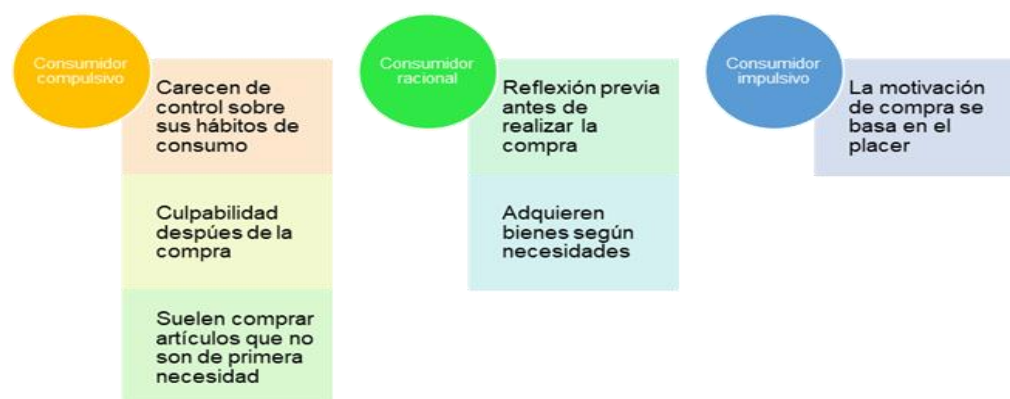 Consumidor
compulsivo
Carecen de
control sobre
sus hábitos de
consumo
Culpabilidad
despúes de la
compra
Suelen comprar
artículos que no
son de primera
necesidad
Consumidor
racional
Reflexión previa
antes de
realizar la
compra
Adquieren
bienes según
necesidades
Consumidor
impulsivo
La motivación
de compra se
basa en el
placer